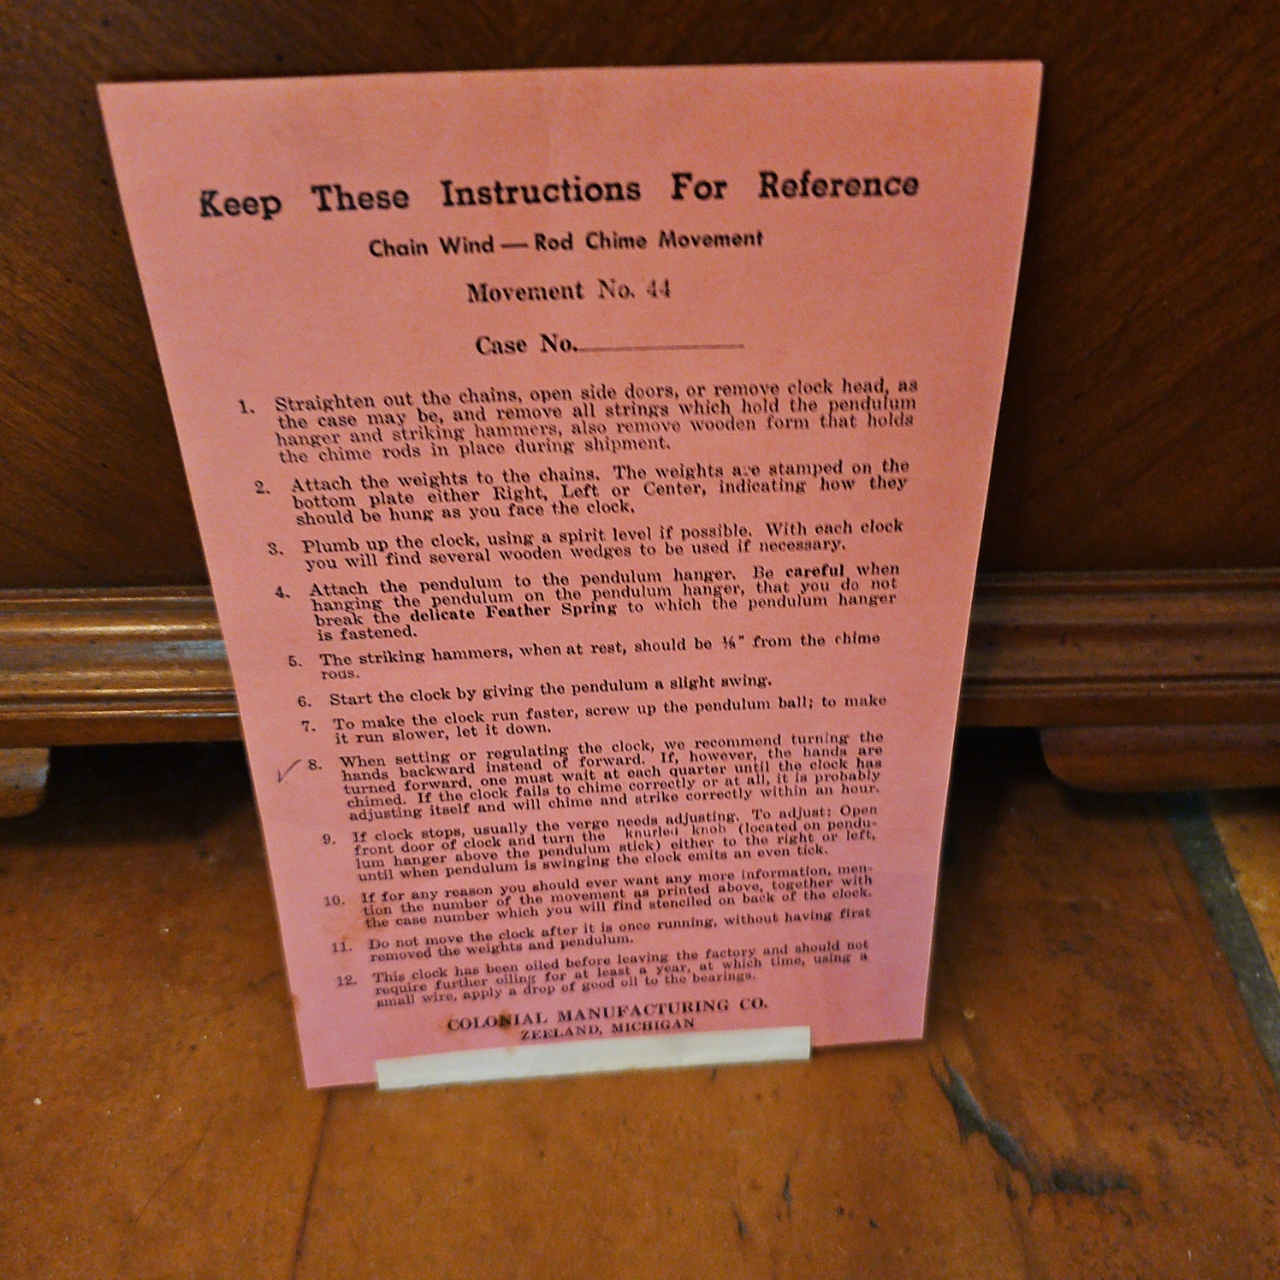 Keep These Instructions For Reference
Chain Wind — Rod Chime Movement
Movement No. 44
Case No.
1. Straighten out the chains, open side doors, or remove clock head, as
the case may be, and remove all strings which hold the pendulum
hanger and striking hammers, also remove wooden form that holds
the chime rods in place during shipment.
2. Attach the weights to the chains. The weights are stamped on the
bottom plate either Right, Left or Center, indicating how they
should be hung as you face the clock.
3. Plumb up the clock, using a spirit level if possible. With each clock
you will find several wooden wedges to be used if necessary.
4. Attach the pendulum to the pendulum hanger. Be careful when
hanging the pendulum on the pendulum hanger, that you do not
break the delicate Feather Spring to which the pendulum hanger
is fastened.
5. The striking hammers, when at rest, should be ⅛" from the chime
rods.
6. Start the clock by giving the pendulum a slight swing.
7. To make the clock run faster, screw up the pendulum ball; to make
it run slower, let it down.
✓ 8. When setting or regulating the clock, we recommend turning the
hands backward instead of forward. If, however, the hands are
turned forward, one must wait at each quarter until the clock has
chimed. If the clock fails to chime correctly or at all, it is probably
adjusting itself and will chime and strike correctly within an hour.
9. If clock stops, usually the verge needs adjusting. To adjust: Open
front door of clock and turn the knurled knob (located on pendu-
lum hanger above the pendulum stick) either to the right or left,
until when pendulum is swinging the clock emits an even tick.
10. If for any reason you should ever want any more information, men-
tion the number of the movement as printed above, together with
the case number which you will find stenciled on back of the clock.
11. Do not move the clock after it is once running, without having first
removed the weights and pendulum.
12. This clock has been oiled before leaving the factory and should not
require further oiling for at least a year, at which time, using a
small wire, apply a drop of good oil to the bearings.
COLONIAL MANUFACTURING CO.
ZEELAND, MICHIGAN